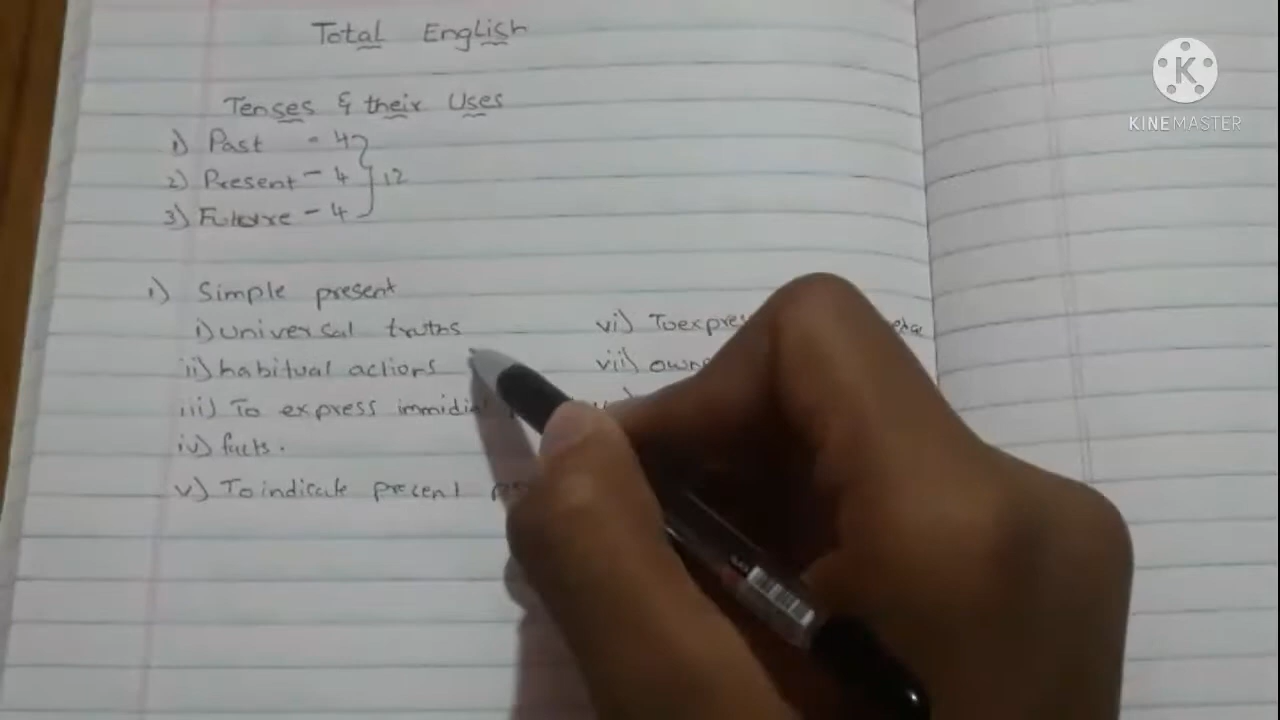 Total English
KINEMASTER
Tenses & their Uses
1) Past - 4
2) Present - 4 12
3) Future - 4
1) Simple present
i) universal truths
ii) habitual actions
iii) To express
iv) facts.
v) To indicate present
vi) To
vii)